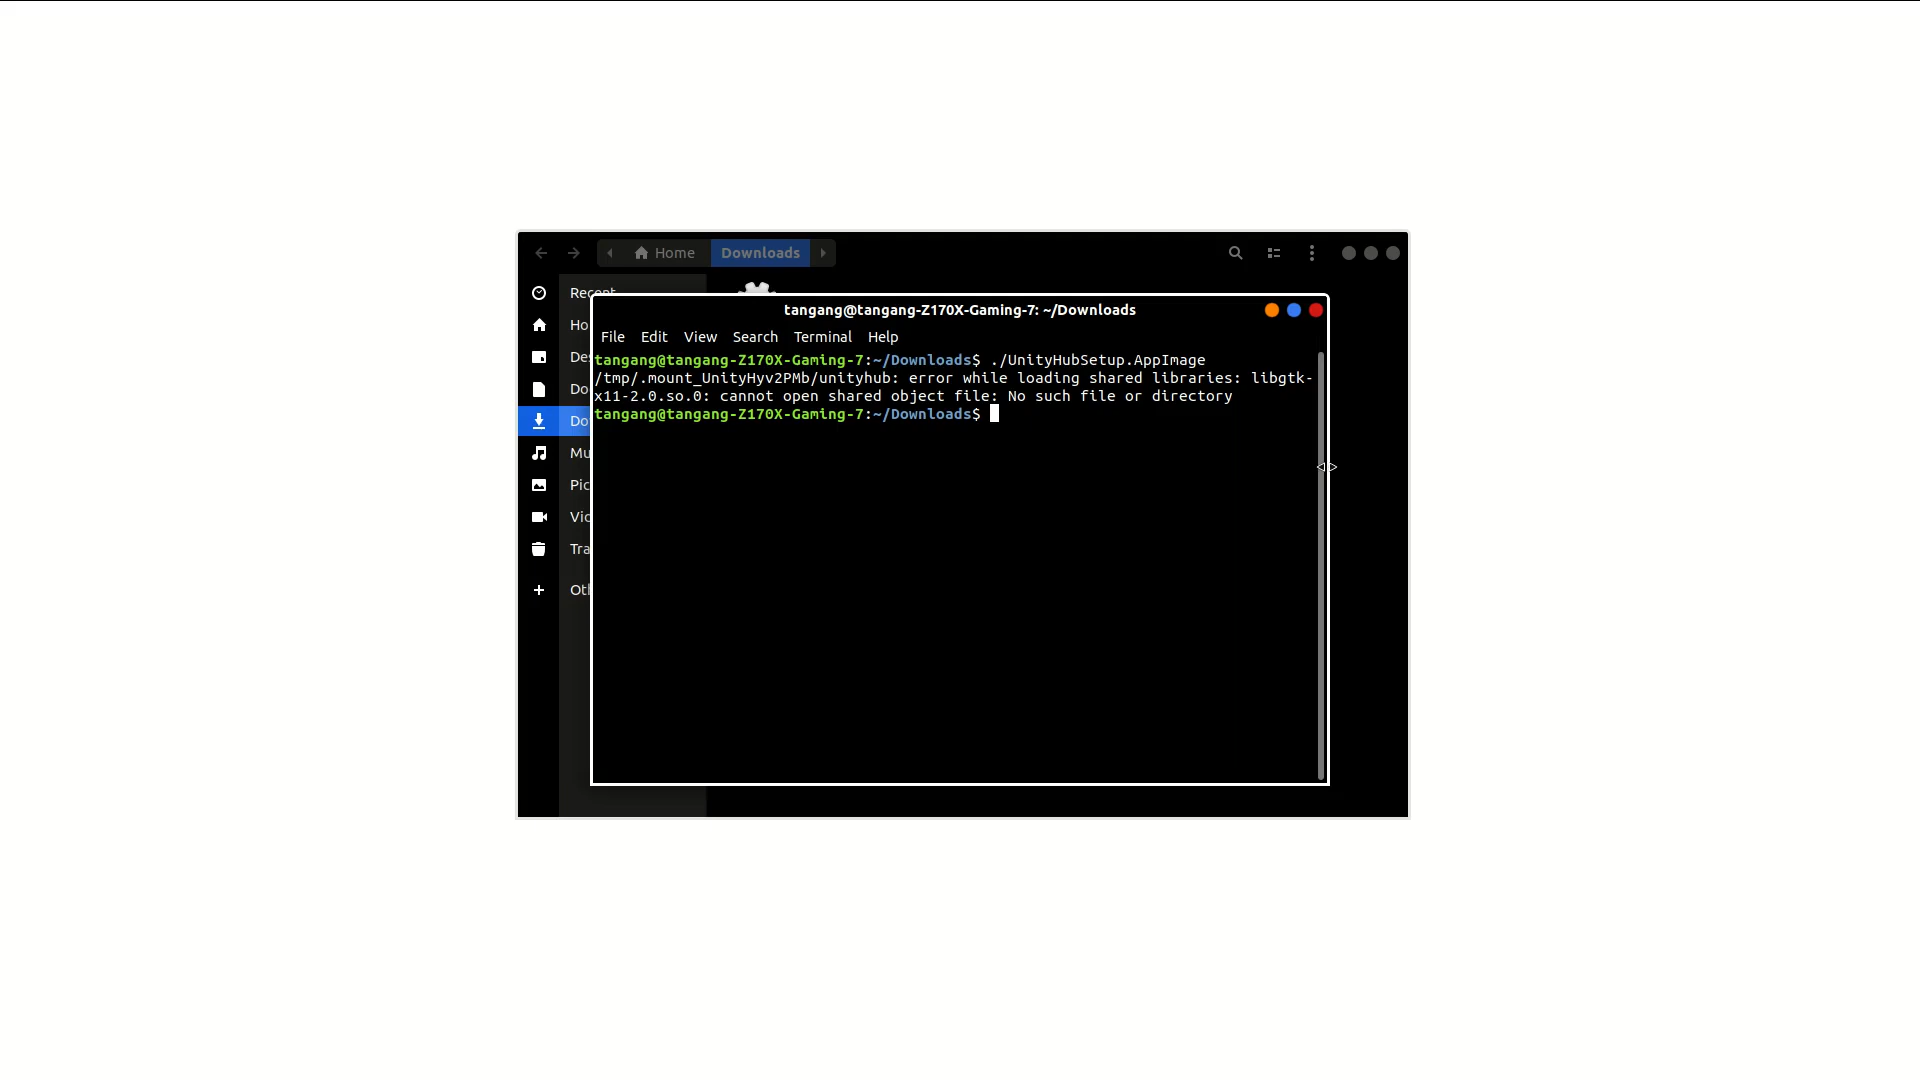 Home Downloads
Recent
tangang@tangang-Z170X-Gaming-7: ~/Downloads
File Edit View Search Terminal Help
tangang@tangang-Z170X-Gaming-7:~/Downloads$ ./UnityHubSetup.AppImage
/tmp/.mount_UnityHyv2PMb/unityhub: error while loading shared libraries: libgtk-
x11-2.0.so.0: cannot open shared object file: No such file or directory
tangang@tangang-Z170X-Gaming-7:~/Downloads$
Ho
De
Do
Do
Mu
Pic
Vic
Tra
Ot